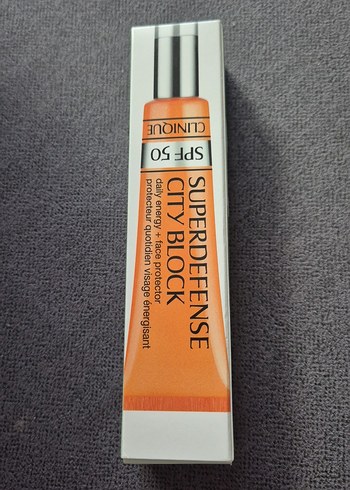 CLINIQUE
SPF 50
SUPERDEFENSE
CITY BLOCK
daily energy + face protector
protecteur quotidien visage énergisant